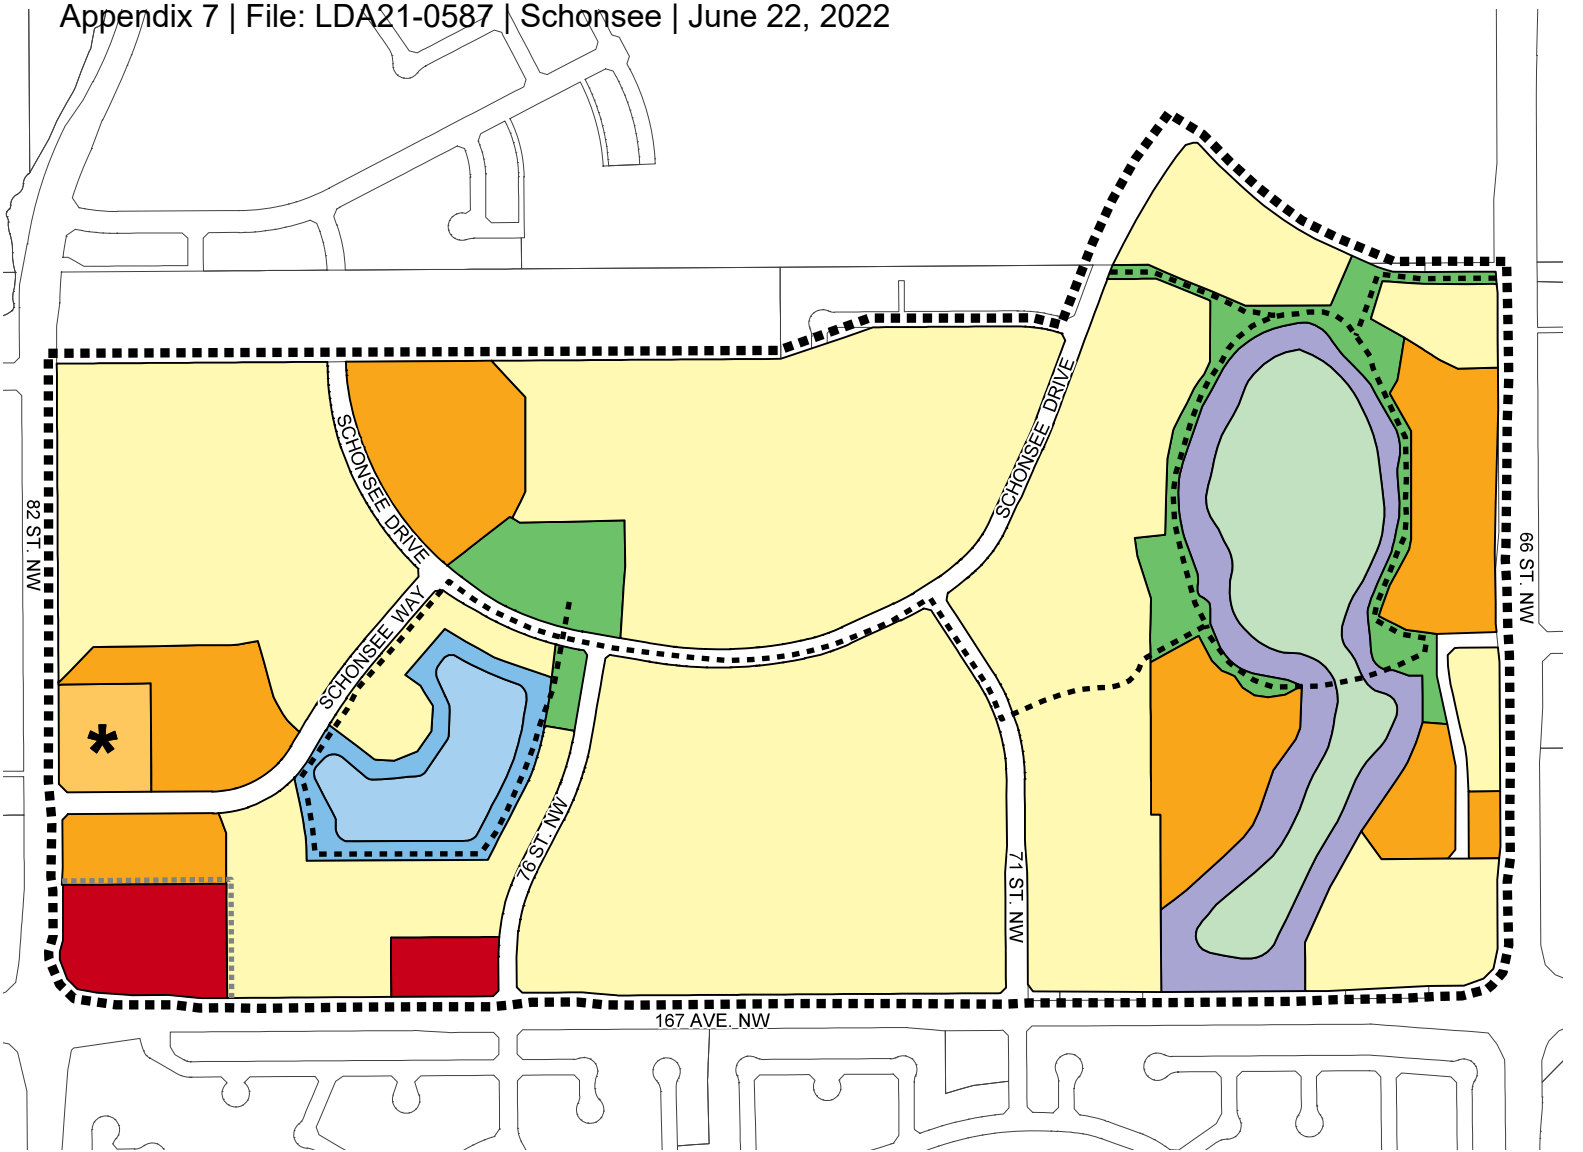 Appendix 7 | File: LDA21-0587 | Schonsee | June 22, 2022
SCHONSEE DRIVE
SCHONSEE DRIVE
82 ST. NW
66 ST. NW
SCHONSEE WAY
*
76 ST. NW
71 ST. NW
167 AVE. NW